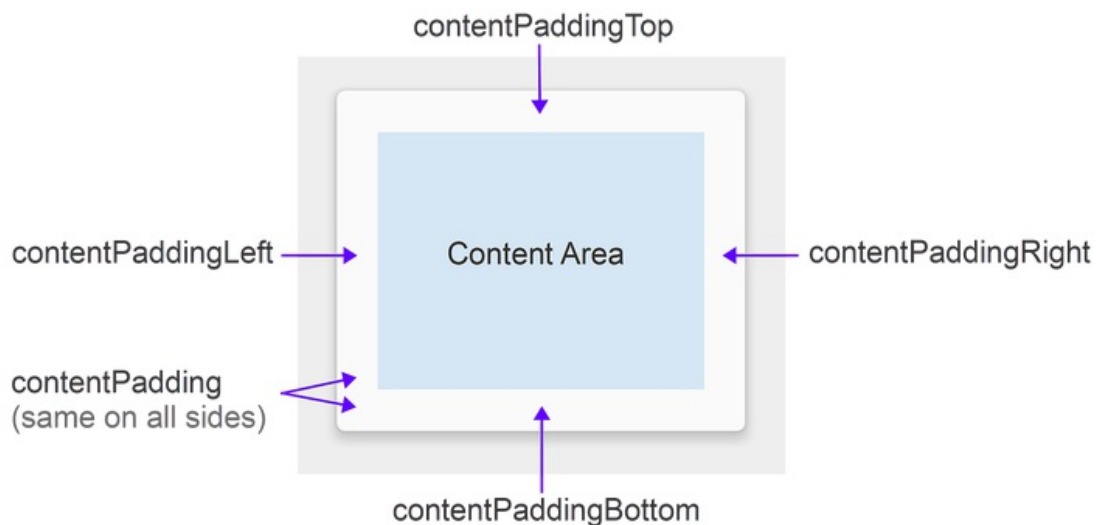 contentPaddingTop
contentPaddingLeft
Content Area
contentPaddingRight
contentPadding
(same on all sides)
contentPaddingBottom